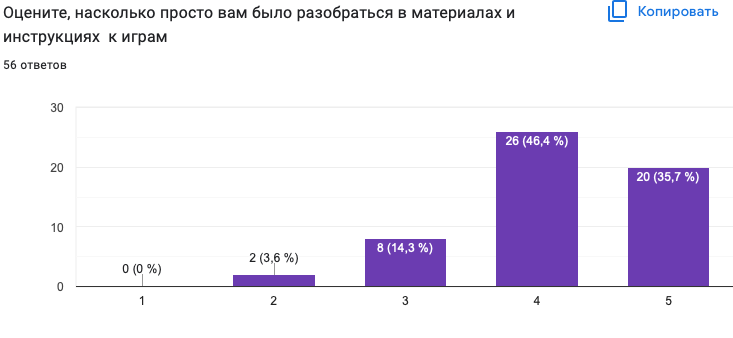 Оцените, насколько просто вам было разобраться в материалах и
инструкциях к играм
Копировать
56 ответов
30
20
10
0
0 (0 %)
2 (3,6 %)
8 (14,3 %)
26 (46,4 %)
20 (35,7 %)
1
2
3
4
5